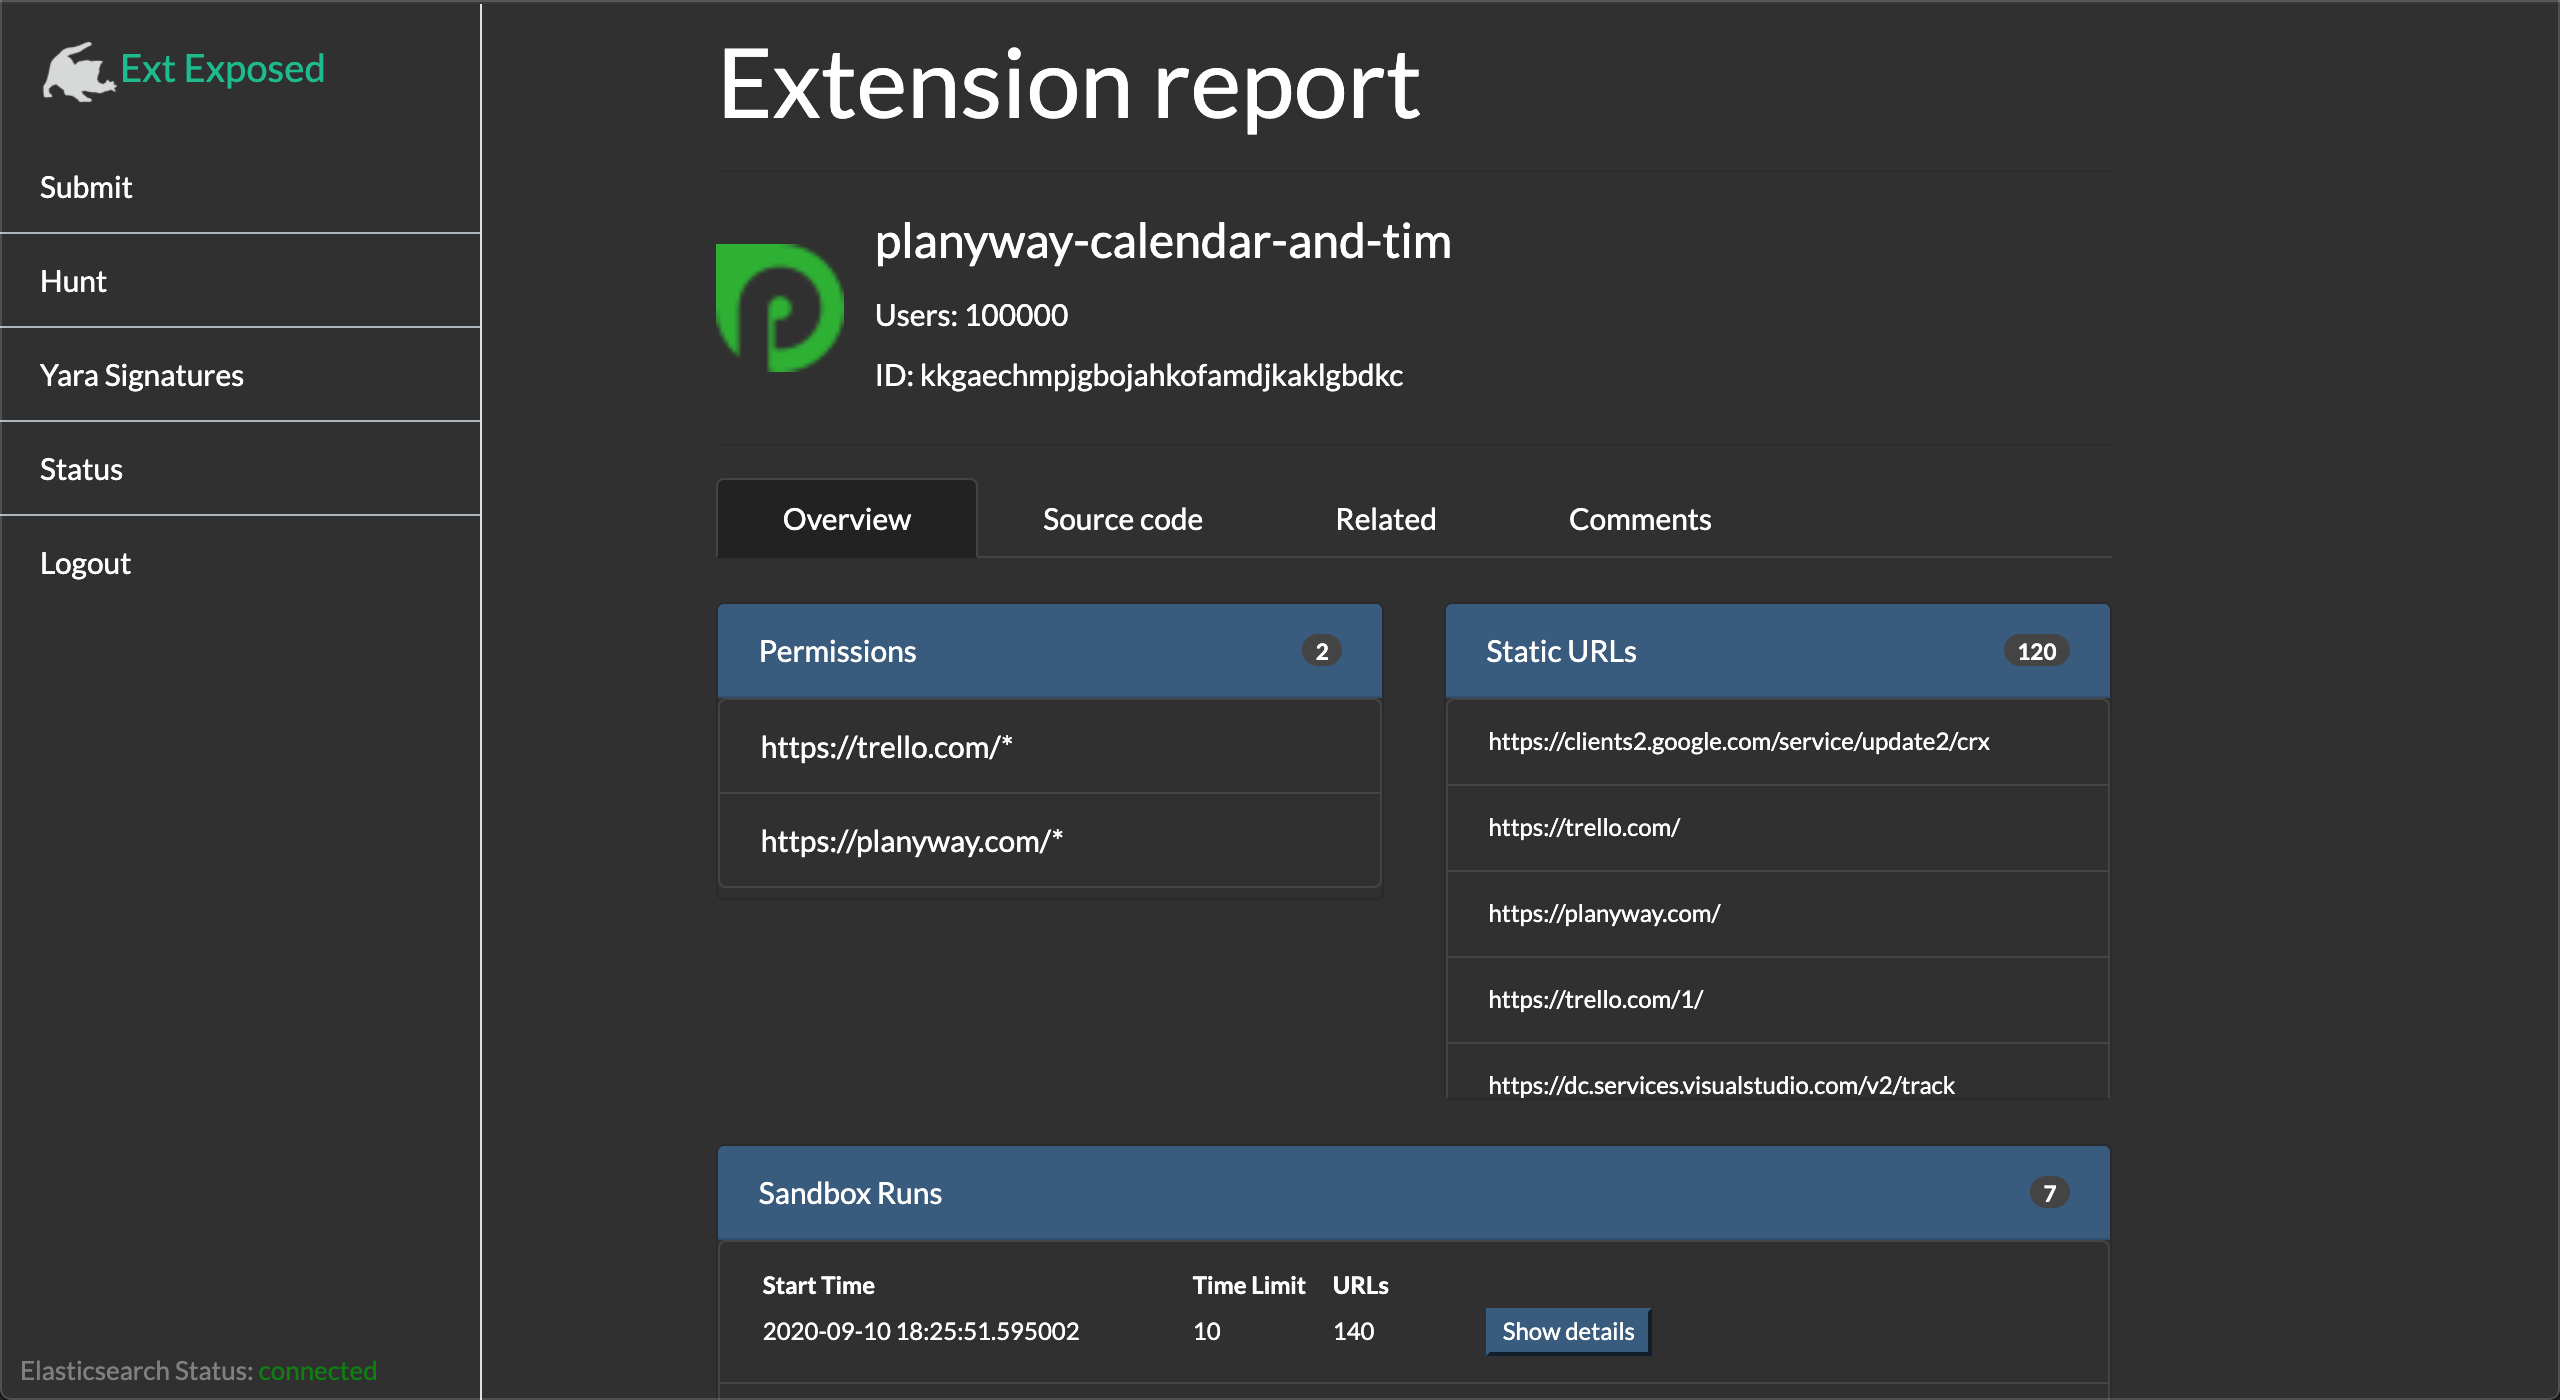 Ext Exposed
Submit
Hunt
Yara Signatures
Status
Logout
Elasticsearch Status: connected
Extension report
planyway-calendar-and-tim
Users: 100000
ID: kkgaechmpjgbojahkofamdjkaklgbdkc
Overview Source code Related Comments
Permissions 2
https://trello.com/*
https://planyway.com/*
Static URLs 120
https://clients2.google.com/service/update2/crx
https://trello.com/
https://planyway.com/
https://trello.com/1/
https://dc.services.visualstudio.com/v2/track
Sandbox Runs 7
Start Time Time Limit URLs
2020-09-10 18:25:51.595002 10 140 Show details